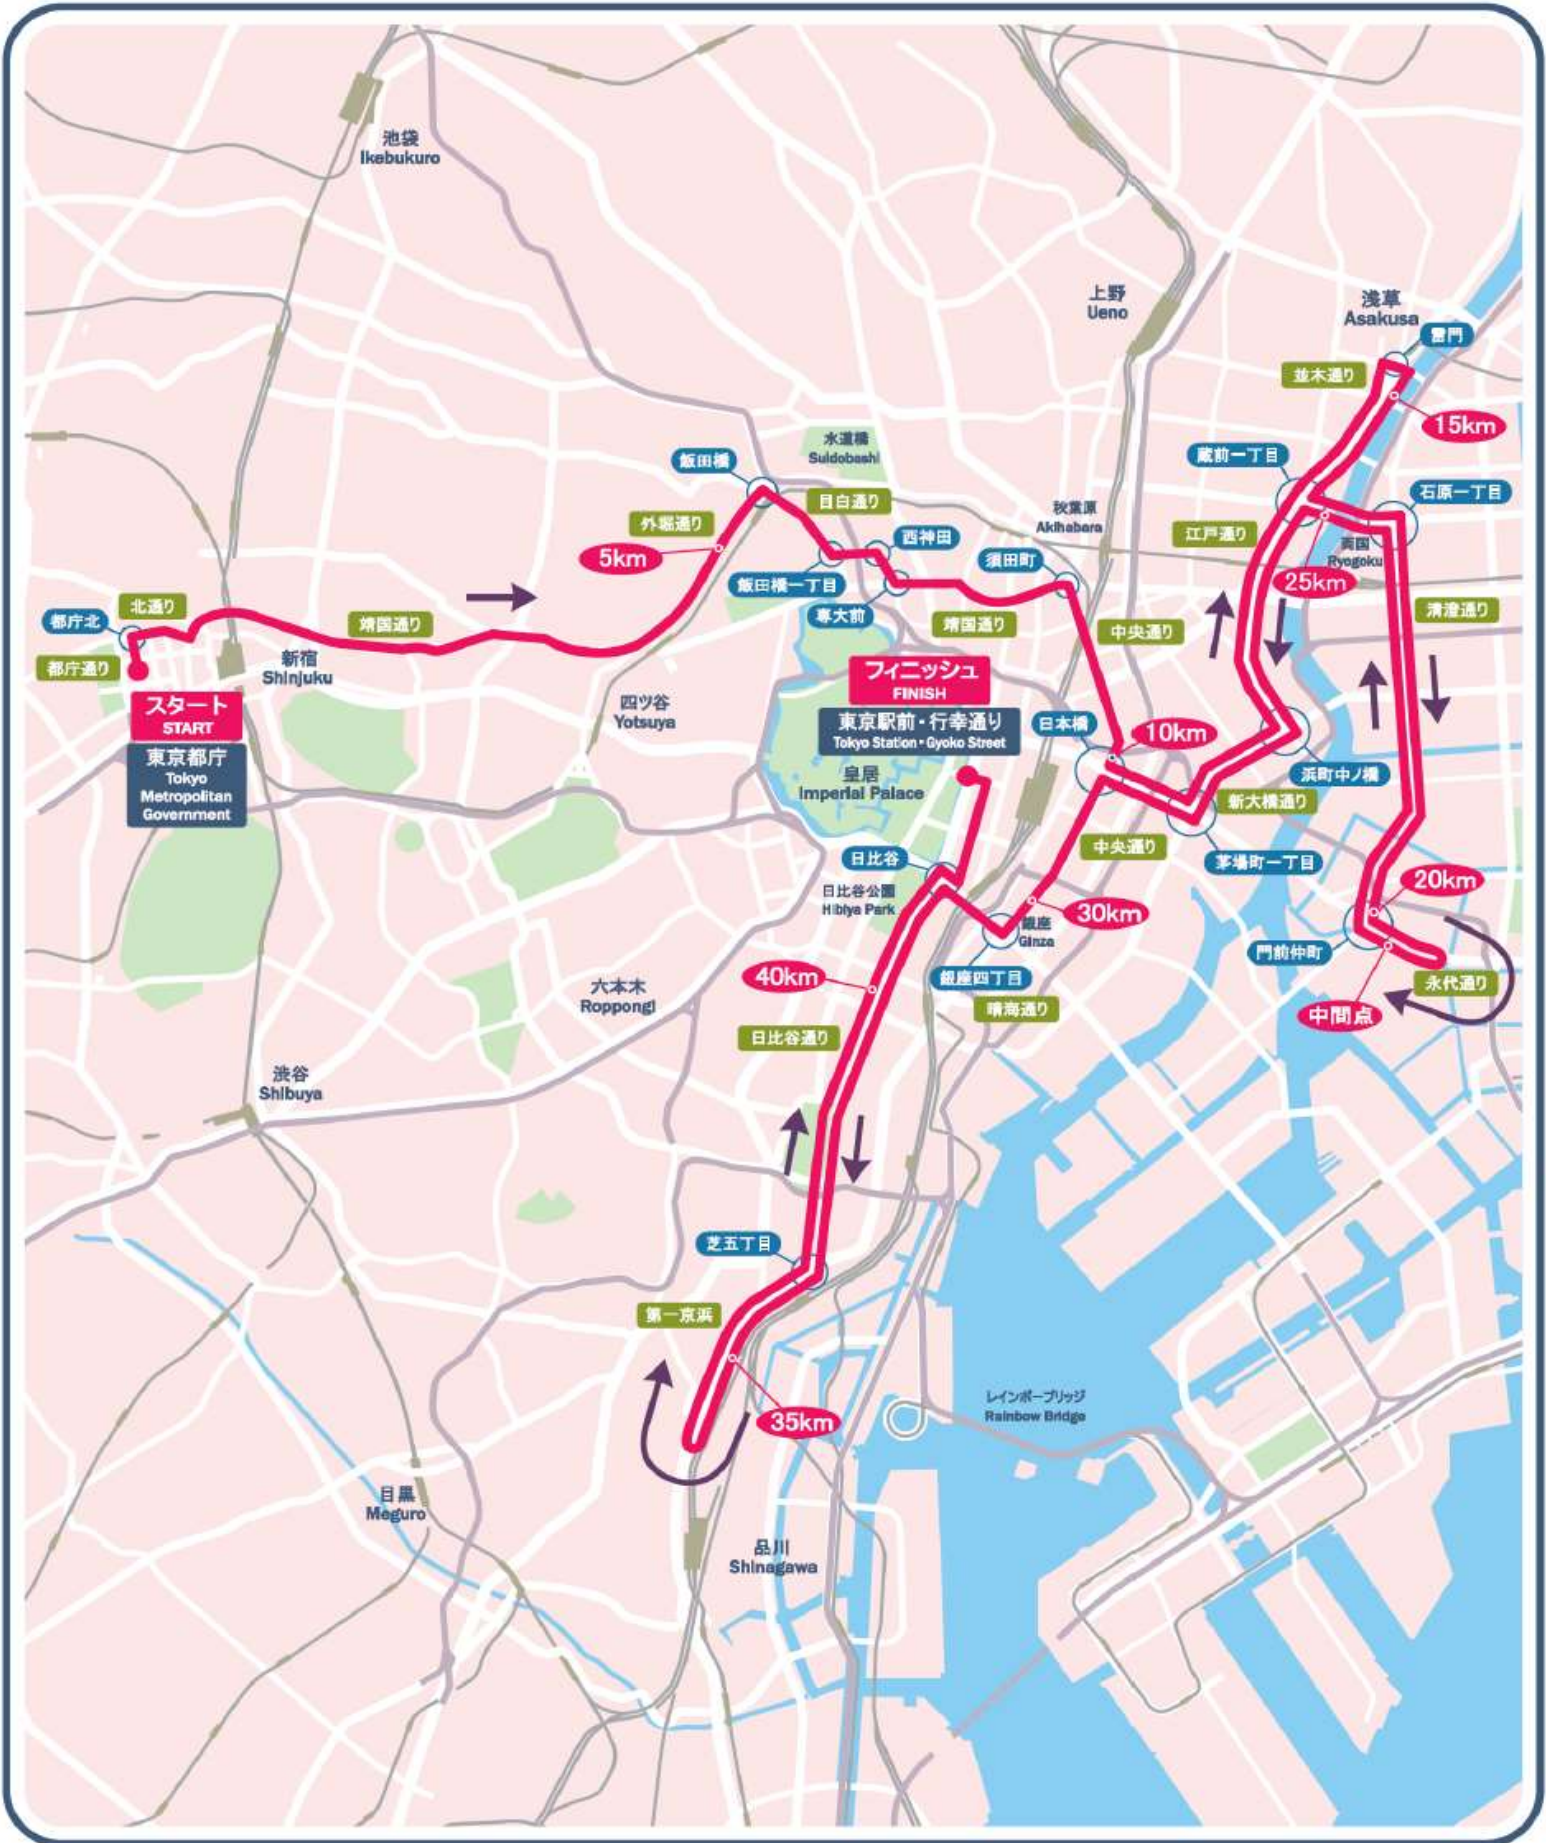 池袋
Ikebukuro
上野
Ueno
浅草
Asakusa
雷門
並木通り
15km
水道橋
Suidobashi
飯田橋
蔵前一丁目
石原一丁目
目白通り
外堀通り
秋葉原
Akihabara
江戸通り
西神田
5km
須田町
両国
Ryogoku
飯田橋一丁目
25km
北通り
都庁北
靖国通り
専大前
靖国通り
中央通り
清澄通り
都庁通り
新宿
Shinjuku
フィニッシュ
FINISH
スタート
START
四ツ谷
Yotsuya
東京駅前・行幸通り
Tokyo Station・Gyoko Street
日本橋
10km
東京都庁
Tokyo
Metropolitan
Government
皇居
Imperial Palace
浜町中ノ橋
新大橋通り
中央通り
日比谷
茅場町一丁目
20km
日比谷公園
Hibiya Park
30km
銀座
Ginza
門前仲町
40km
銀座四丁目
永代通り
六本木
Roppongi
晴海通り
中間点
日比谷通り
渋谷
Shibuya
芝五丁目
第一京浜
レインボーブリッジ
Rainbow Bridge
35km
目黒
Meguro
品川
Shinagawa